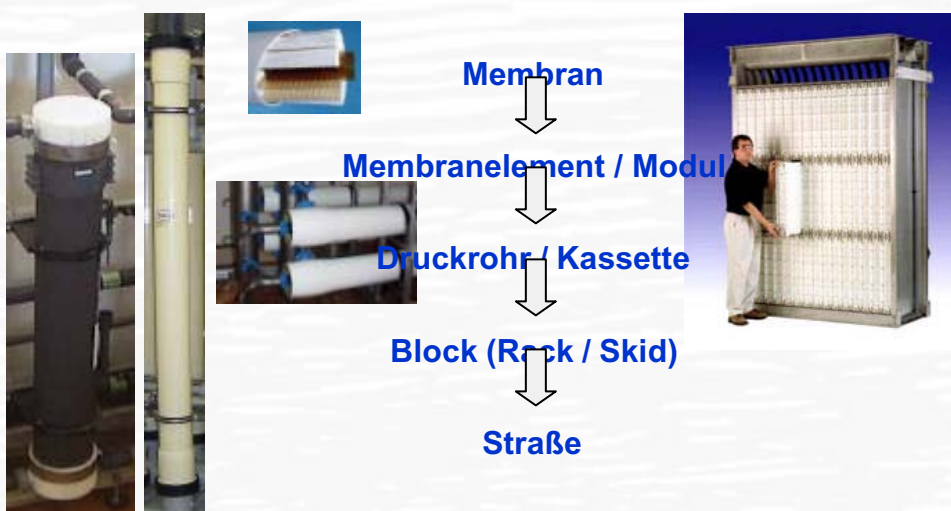 Membran
Membranelement / Modul
Druckrohr / Kassette
Block (Rack / Skid)
Straße